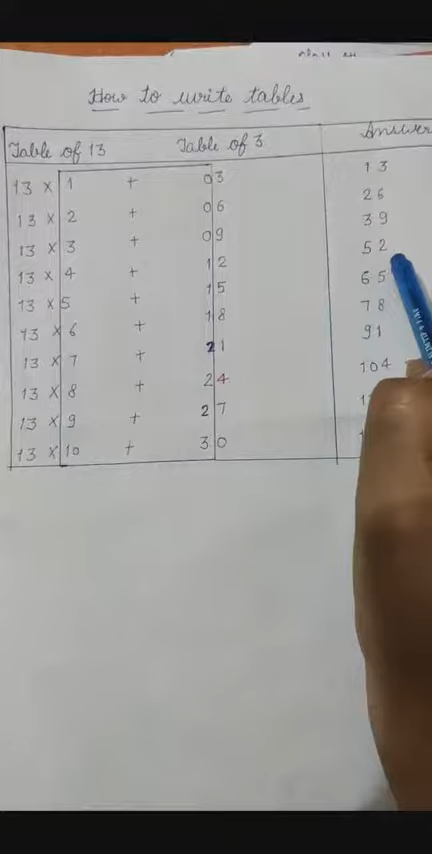 How to write tables
Table of 13 Table of 3 Answer
13 × 1 + 03 13
13 × 2 + 06 26
13 × 3 + 09 39
13 × 4 + 12 52
13 × 5 + 15 65
13 × 6 + 18 78
13 × 7 + 21 91
13 × 8 + 24 104
13 × 9 + 27
13 × 10 + 30